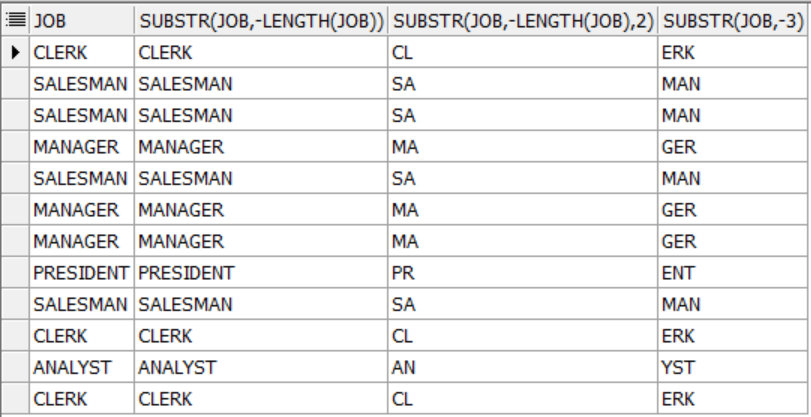 JOB SUBSTR(JOB,-LENGTH(JOB)) SUBSTR(JOB,-LENGTH(JOB),2) SUBSTR(JOB,-3)
CLERK CLERK CL ERK
SALESMAN SALESMAN SA MAN
SALESMAN SALESMAN SA MAN
MANAGER MANAGER MA GER
SALESMAN SALESMAN SA MAN
MANAGER MANAGER MA GER
MANAGER MANAGER MA GER
PRESIDENT PRESIDENT PR ENT
SALESMAN SALESMAN SA MAN
CLERK CLERK CL ERK
ANALYST ANALYST AN YST
CLERK CLERK CL ERK